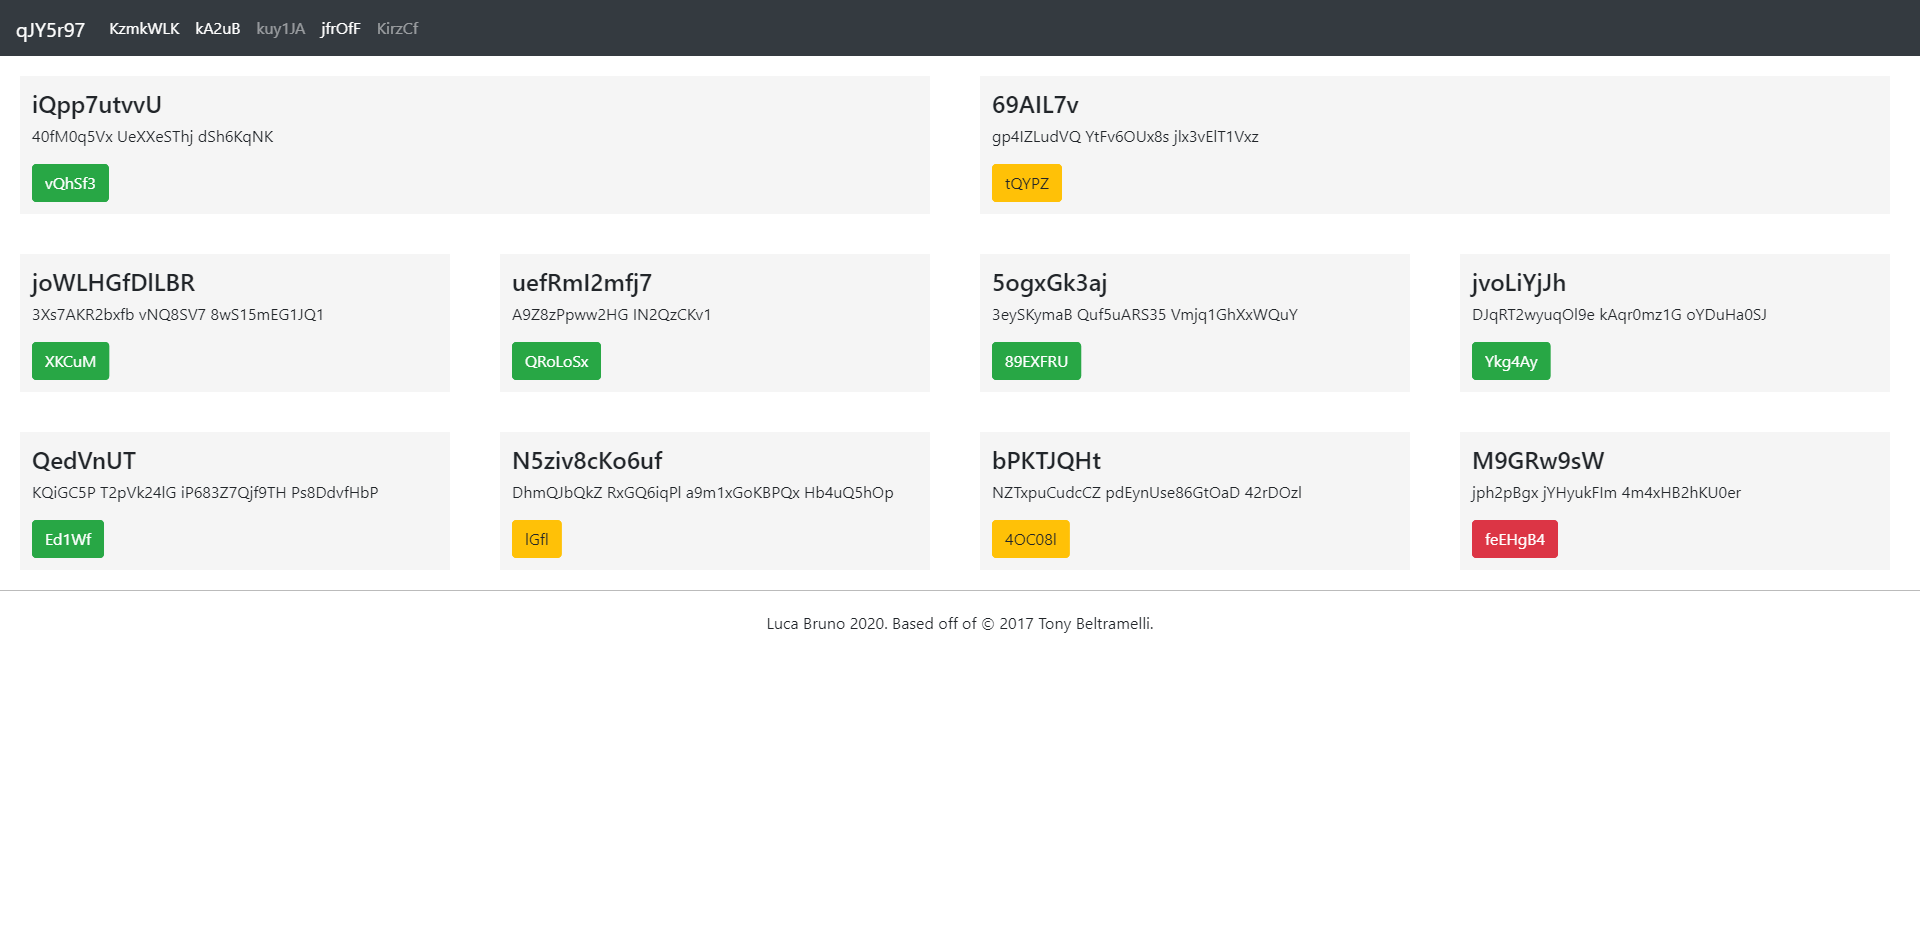 qJY5r97 KzmkWLK kA2uB kuy1JA jfrOfF KirzCf
iQpp7utvvU
40fM0q5Vx UeXXeSThj dSh6KqNK
vQhSf3
69AIL7v
gp4IZLudVQ YtFv6OUx8s jlx3vElT1Vxz
tQYPZ
joWLHGfDlLBR
3Xs7AKR2bxfb vNQ8SV7 8wS15mEG1JQ1
XKCuM
uefRmI2mfj7
A9Z8zPpww2HG IN2QzCKv1
QRoLoSx
5ogxGk3aj
3eySKymaB Quf5uARS35 Vmjq1GhXxWQuY
89EXFRU
jvoLiYjJh
DJqRT2wyuqOl9e kAqr0mz1G oYDuHa0SJ
Ykg4Ay
QedVnUT
KQiGC5P T2pVk24lG iP683Z7Qjf9TH Ps8DdvfHbP
Ed1Wf
N5ziv8cKo6uf
DhmQJbQkZ RxGQ6iqPl a9m1xGoKBPQx Hb4uQ5hOp
lGfl
bPKTJQHt
NZTxpuCudcCZ pdEynUse86GtOaD 42rDOzl
4OC08l
M9GRw9sW
jph2pBgx jYHyukFIm 4m4xHB2hKU0er
feEHgB4
Luca Bruno 2020. Based off of © 2017 Tony Beltramelli.